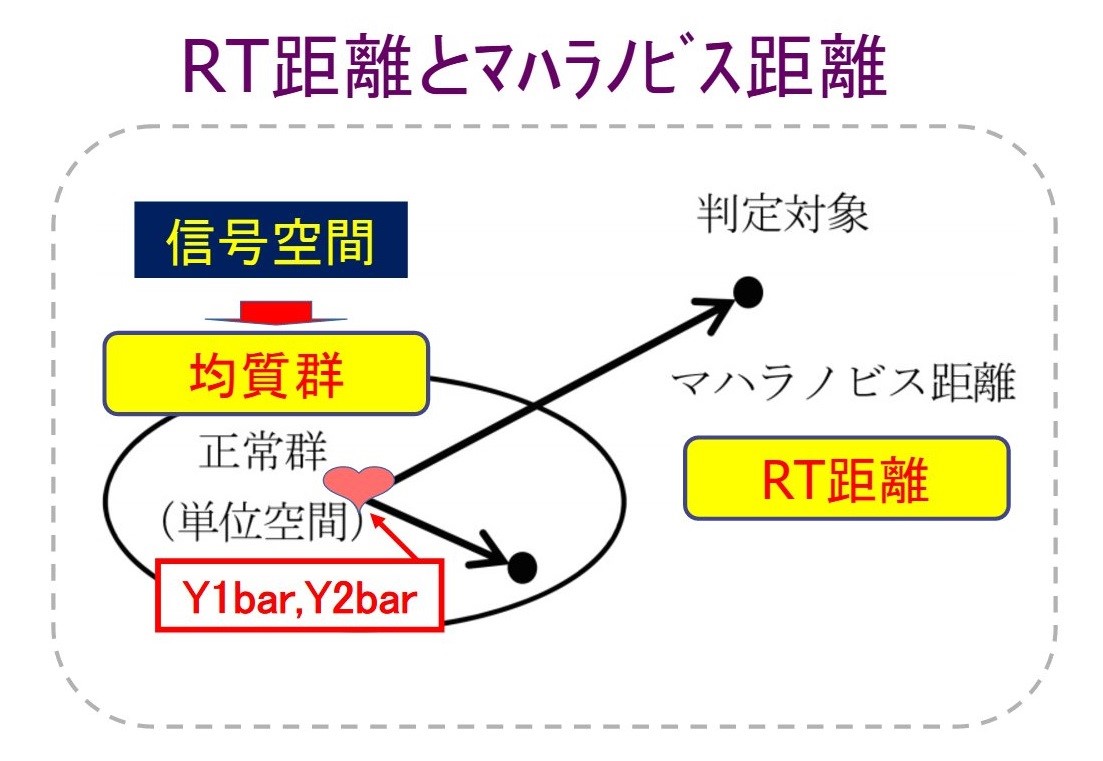 RT距離とﾏﾊﾗﾉﾋﾞｽ距離
信号空間
判定対象
均質群
マハラノビス距離
正常群
RT距離
(単位空間)
Y1bar,Y2bar